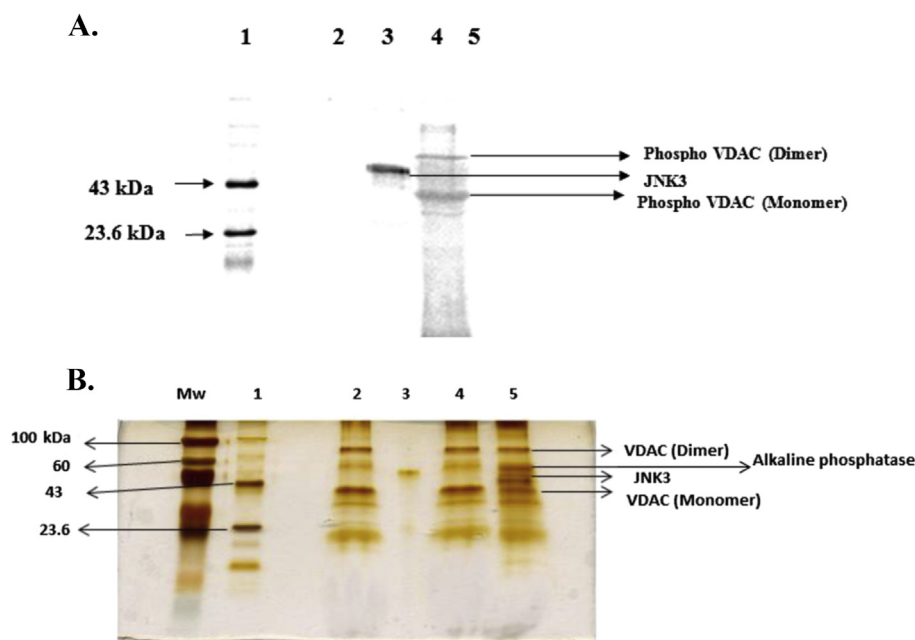 A.
1 2 3 4 5
Phospho VDAC (Dimer)
JNK3
43 kDa
Phospho VDAC (Monomer)
23.6 kDa
B.
Mw 1 2 3 4 5
100 kDa
VDAC (Dimer)
60
Alkaline phosphatase
JNK3
43
VDAC (Monomer)
23.6